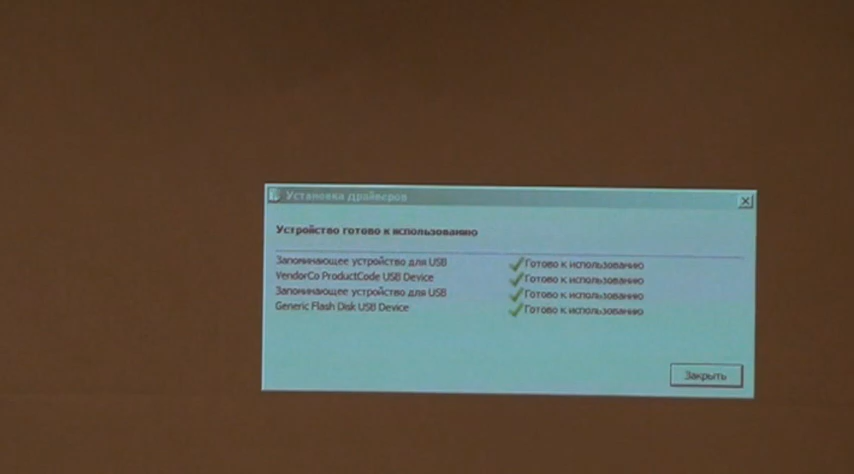 Установка драйверов
Устройство готово к использованию
Запоминающее устройство для USB Готово к использованию
VendorCo ProductCode USB Device Готово к использованию
Запоминающее устройство для USB Готово к использованию
Generic Flash Disk USB Device Готово к использованию
Закрыть